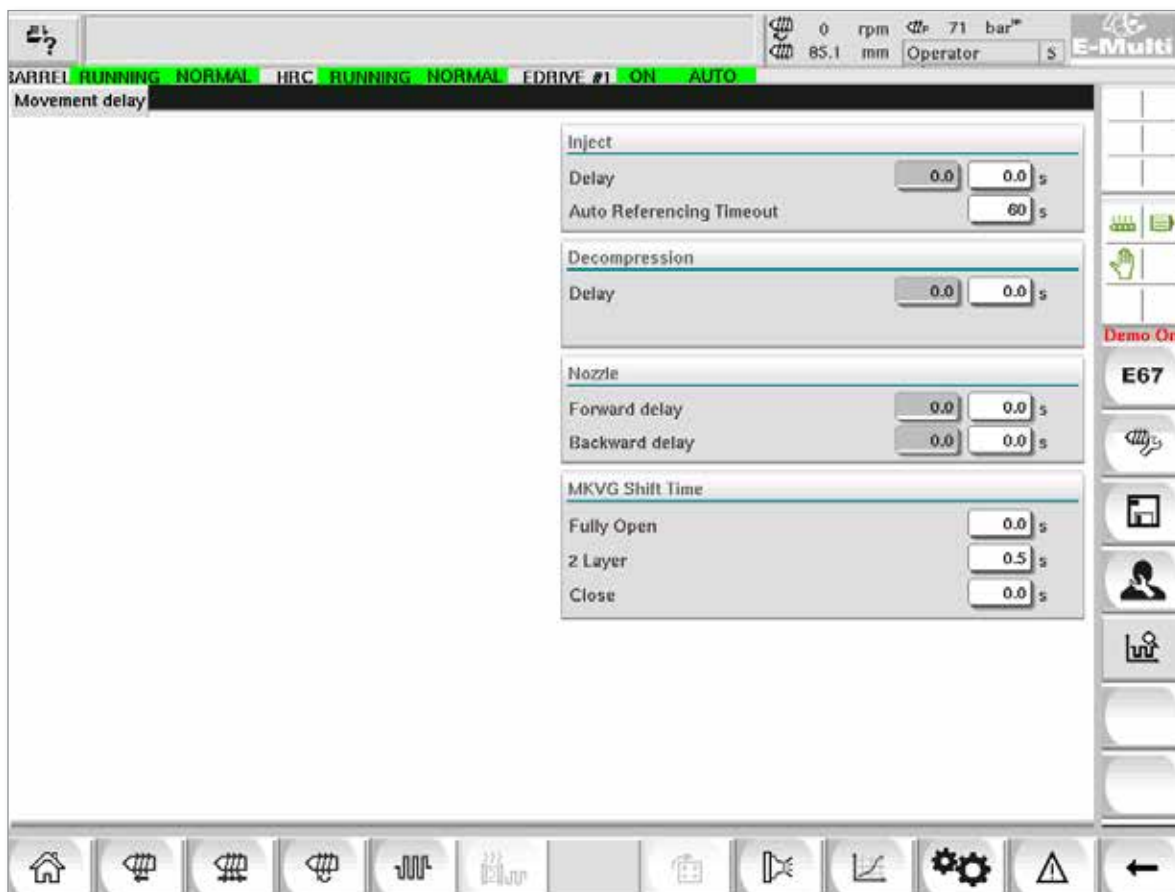 ?
0 rpm 71 bar
85.1 mm Operator S
E-Multi
BARREL RUNNING NORMAL HRC RUNNING NORMAL EDRIVE #1 ON AUTO
Movement delay
Inject
Delay 0.0 0.0 s
Auto Referencing Timeout 60 s
Decompression
Delay 0.0 0.0 s
Nozzle
Forward delay 0.0 0.0 s
Backward delay 0.0 0.0 s
MKVG Shift Time
Fully Open 0.0 s
2 Layer 0.5 s
Close 0.0 s
Demo On
E67